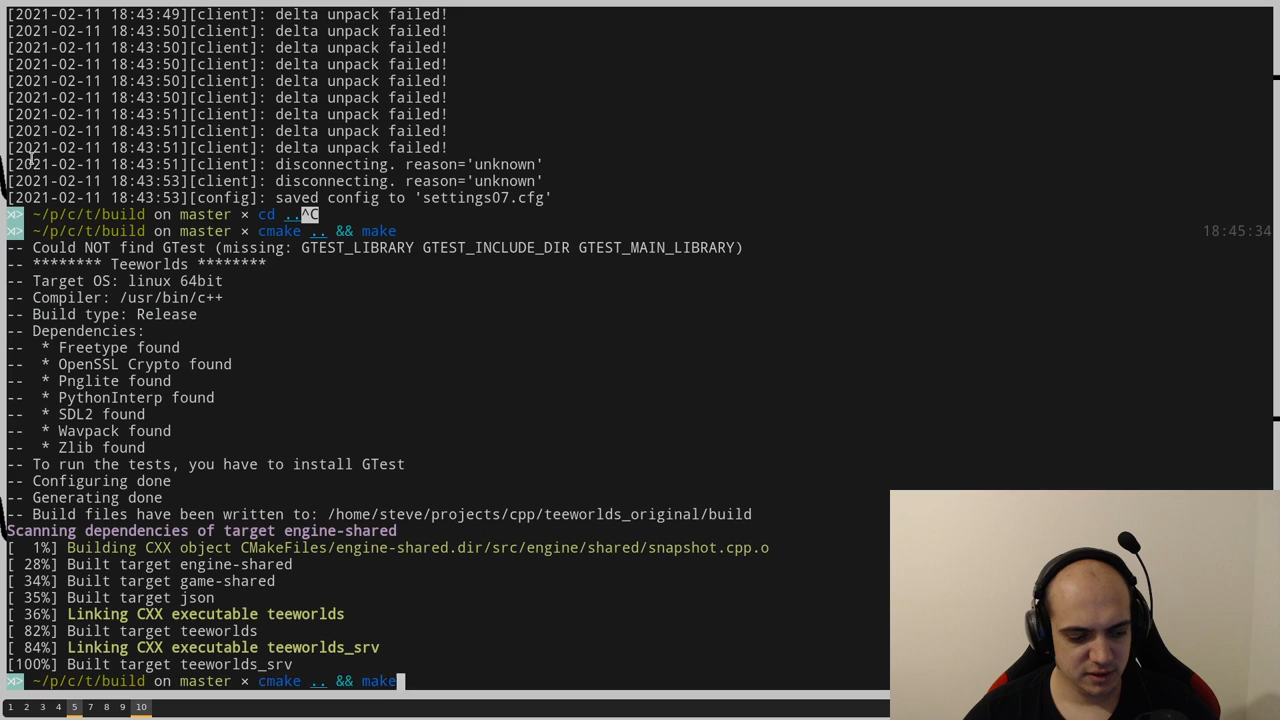 [2021-02-11 18:43:49][client]: delta unpack failed!
[2021-02-11 18:43:50][client]: delta unpack failed!
[2021-02-11 18:43:50][client]: delta unpack failed!
[2021-02-11 18:43:50][client]: delta unpack failed!
[2021-02-11 18:43:50][client]: delta unpack failed!
[2021-02-11 18:43:50][client]: delta unpack failed!
[2021-02-11 18:43:51][client]: delta unpack failed!
[2021-02-11 18:43:51][client]: delta unpack failed!
[2021-02-11 18:43:51][client]: delta unpack failed!
[2021-02-11 18:43:51][client]: disconnecting. reason='unknown'
[2021-02-11 18:43:53][client]: disconnecting. reason='unknown'
[2021-02-11 18:43:53][config]: saved config to 'settings07.cfg'
⋊> ~/p/c/t/build on master × cd ..^C
⋊> ~/p/c/t/build on master × cmake .. && make 18:45:34
-- Could NOT find GTest (missing: GTEST_LIBRARY GTEST_INCLUDE_DIR GTEST_MAIN_LIBRARY)
-- ******** Teeworlds ********
-- Target OS: linux 64bit
-- Compiler: /usr/bin/c++
-- Build type: Release
-- Dependencies:
--  * Freetype found
--  * OpenSSL Crypto found
--  * Pnglite found
--  * PythonInterp found
--  * SDL2 found
--  * Wavpack found
--  * Zlib found
-- To run the tests, you have to install GTest
-- Configuring done
-- Generating done
-- Build files have been written to: /home/steve/projects/cpp/teeworlds_original/build
Scanning dependencies of target engine-shared
[  1%] Building CXX object CMakeFiles/engine-shared.dir/src/engine/shared/snapshot.cpp.o
[ 28%] Built target engine-shared
[ 34%] Built target game-shared
[ 35%] Built target json
[ 36%] Linking CXX executable teeworlds
[ 82%] Built target teeworlds
[ 84%] Linking CXX executable teeworlds_srv
[100%] Built target teeworlds_srv
⋊> ~/p/c/t/build on master × cmake .. && make
1 2 3 4 5 7 8 9 10